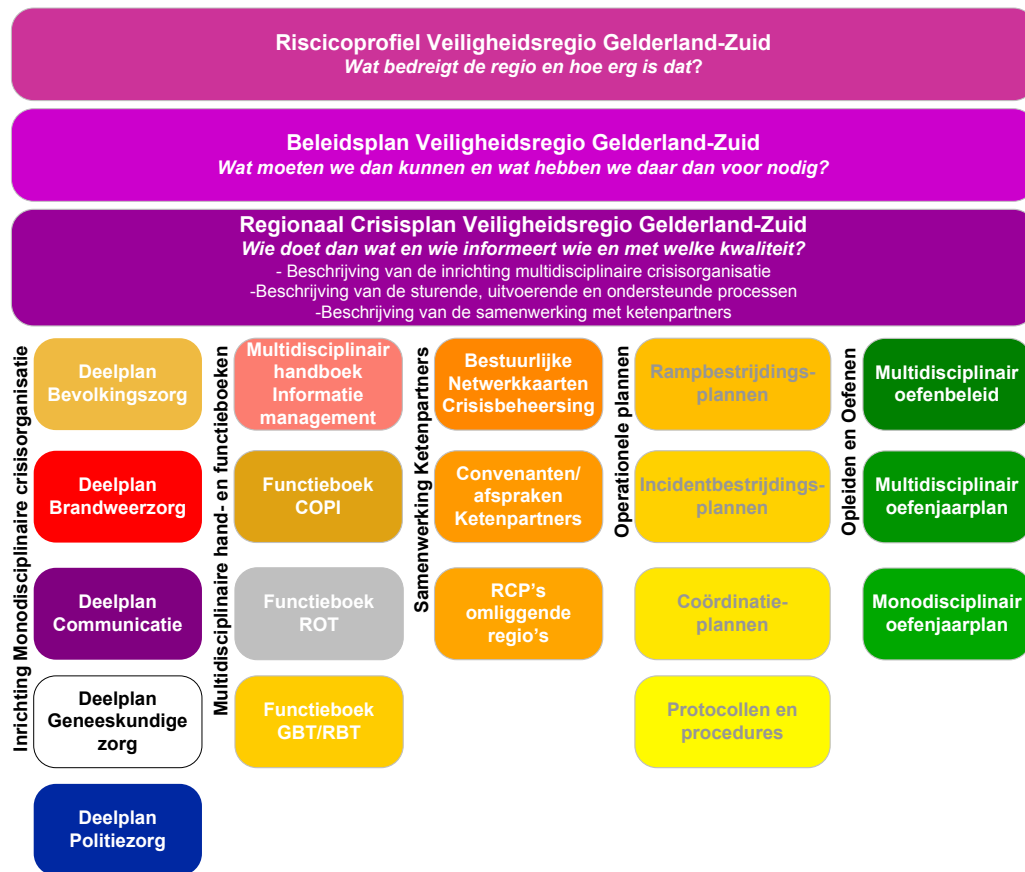 Riscicoprofiel Veiligheidsregio Gelderland-Zuid
Wat bedreigt de regio en hoe erg is dat?
Beleidsplan Veiligheidsregio Gelderland-Zuid
Wat moeten we dan kunnen en wat hebben we daar dan voor nodig?
Regionaal Crisisplan Veiligheidsregio Gelderland-Zuid
Wie doet dan wat en wie informeert wie en met welke kwaliteit?
- Beschrijving van de inrichting multidisciplinaire crisisorganisatie
-Beschrijving van de sturende, uitvoerende en ondersteunde processen
-Beschrijving van de samenwerking met ketenpartners
Inrichting Monodisciplinaire crisisorganisatie
Deelplan
Bevolkingszorg
Deelplan
Brandweerzorg
Deelplan
Communicatie
Deelplan
Geneeskundige
zorg
Deelplan
Politiezorg
Multidisciplinaire hand- en functieboeken
Multidisciplinair
handboek
Informatie
management
Functieboek
COPI
Functieboek
ROT
Functieboek
GBT/RBT
Samenwerking Ketenpartners
Bestuurlijke
Netwerkkaarten
Crisisbeheersing
Convenanten/
afspraken
Ketenpartners
RCP's
omliggende
regio's
Operationele plannen
Rampbestrijdings-
plannen
Incidentbestrijdings-
plannen
Coördinatie-
plannen
Protocollen en
procedures
Opleiden en Oefenen
Multidisciplinair
oefenbeleid
Multidisciplinair
oefenjaarplan
Monodisciplinair
oefenjaarplan